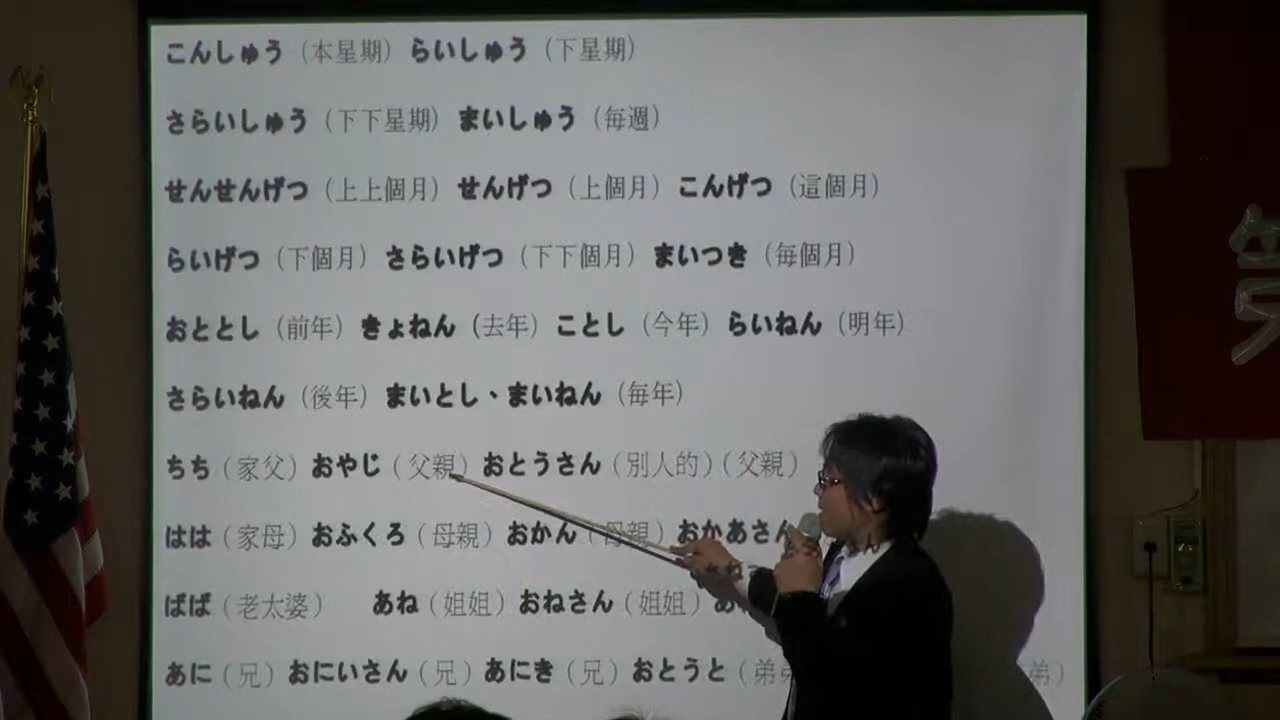 こんしゅう（本星期）らいしゅう（下星期）
さらいしゅう（下下星期）まいしゅう（每週）
せんせんげつ（上上個月）せんげつ（上個月）こんげつ（這個月）
らいげつ（下個月）さらいげつ（下下個月）まいつき（每個月）
おととし（前年）きょねん（去年）ことし（今年）らいねん（明年）
さらいねん（後年）まいとし、まいねん（每年）
ちち（家父）おやじ（父親）おとうさん（別人的）（父親）
はは（家母）おふくろ（母親）おかん（母親）おかあさん
ばば（老太婆） あね（姐姐）おねさん（姐姐）
あに（兄）おにいさん（兄）あにき（兄）おとうと（弟 弟）